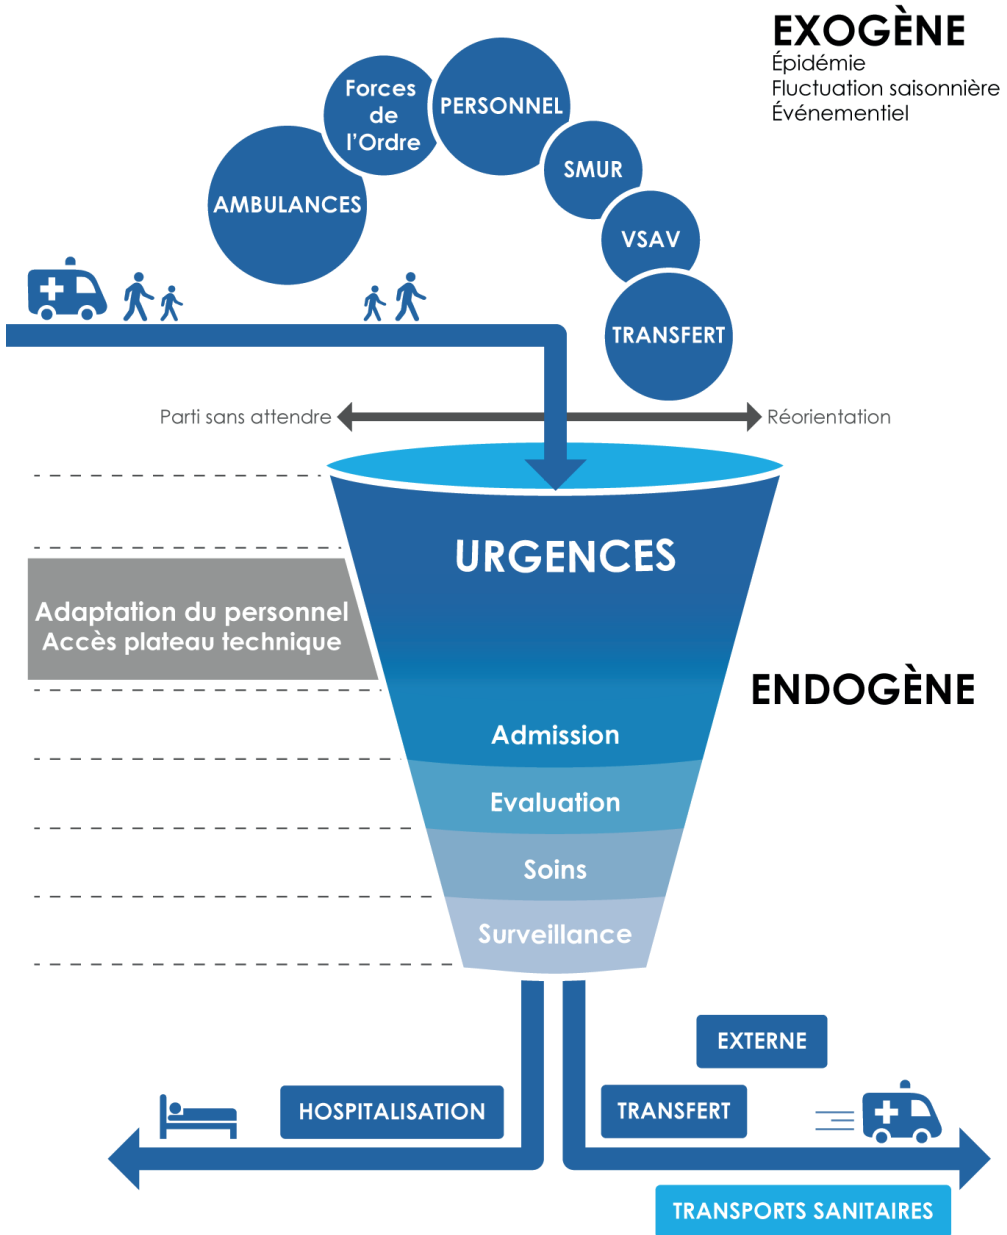 EXOGÈNE
Épidémie
Fluctuation saisonnière
Événementiel
Forces
de
l'Ordre
PERSONNEL
AMBULANCES
SMUR
VSAV
TRANSFERT
Parti sans attendre
Réorientation
URGENCES
Adaptation du personnel
Accès plateau technique
ENDOGÈNE
Admission
Evaluation
Soins
Surveillance
EXTERNE
HOSPITALISATION
TRANSFERT
TRANSPORTS SANITAIRES